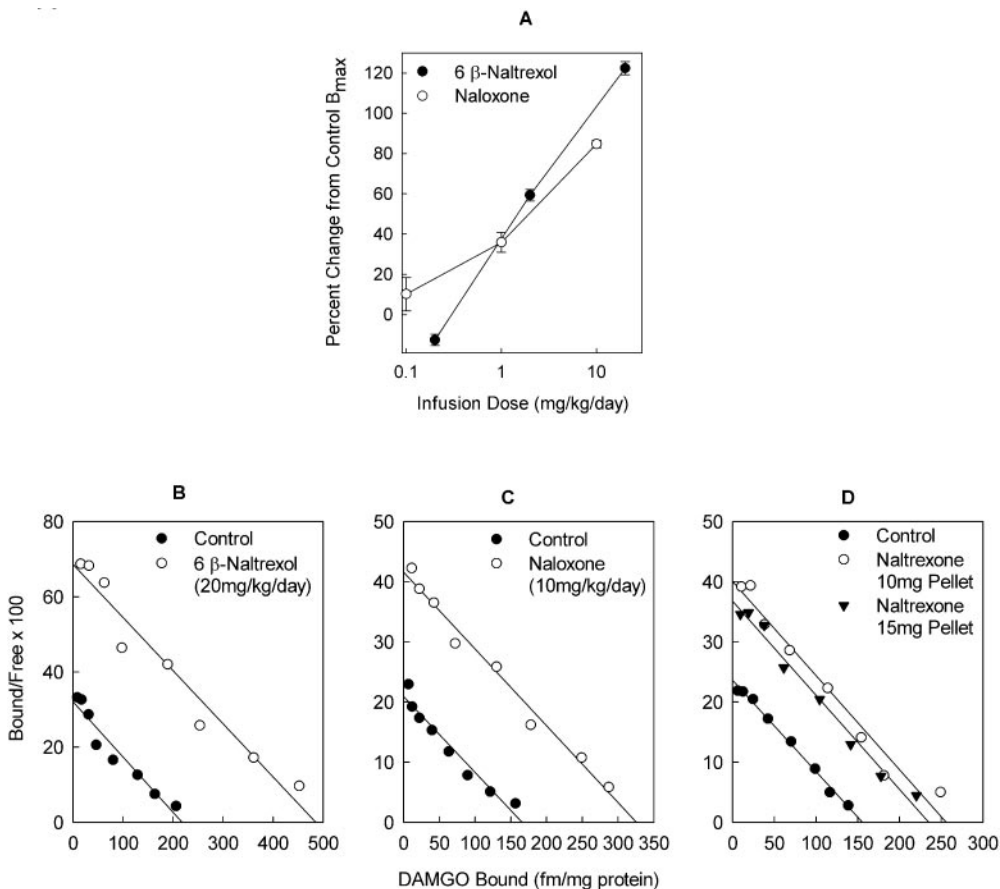 A
Percent Change from Control Bmax
120
100
80
60
40
20
0
6 β-Naltrexol
Naloxone
0.1 1 10
Infusion Dose (mg/kg/day)
B
Bound/Free x 100
80
60
40
20
0
Control
6 β-Naltrexol
(20mg/kg/day)
0 100 200 300 400 500
C
50
40
30
20
10
0
Control
Naloxone
(10mg/kg/day)
0 50 100 150 200 250 300 350
D
50
40
30
20
10
0
Control
Naltrexone
10mg Pellet
Naltrexone
15mg Pellet
0 50 100 150 200 250 300
DAMGO Bound (fm/mg protein)